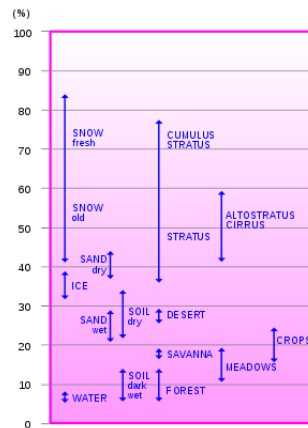 (%)
100
90
80
70
60
50
40
30
20
10
0
SNOW
fresh
SNOW
old
CUMULUS
STRATUS
STRATUS
ALTOSTRATUS
CIRRUS
SAND
dry
ICE
SAND
wet
SOIL
dry
DESERT
CROPS
SAVANNA
MEADOWS
SOIL
dark
wet
FOREST
WATER